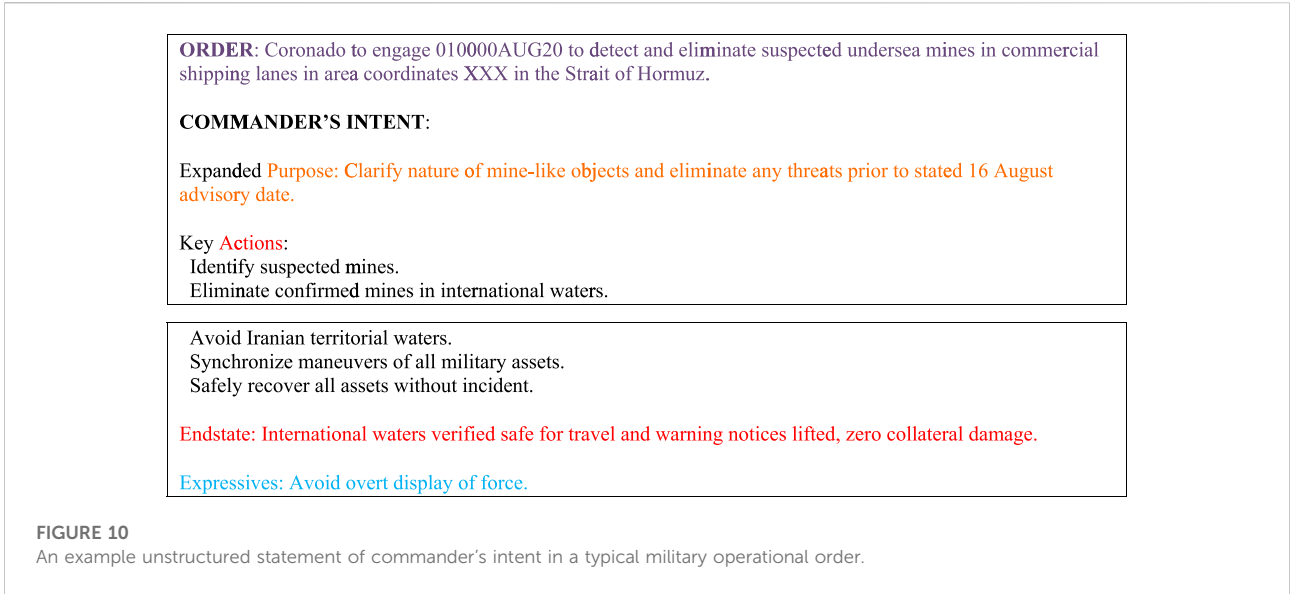 ORDER: Coronado to engage 010000AUG20 to detect and eliminate suspected undersea mines in commercial
shipping lanes in area coordinates XXX in the Strait of Hormuz.
COMMANDER’S INTENT:
Expanded Purpose: Clarify nature of mine-like objects and eliminate any threats prior to stated 16 August
advisory date.
Key Actions:
Identify suspected mines.
Eliminate confirmed mines in international waters.
Avoid Iranian territorial waters.
Synchronize maneuvers of all military assets.
Safely recover all assets without incident.
Endstate: International waters verified safe for travel and warning notices lifted, zero collateral damage.
Expressives: Avoid overt display of force.
FIGURE 10
An example unstructured statement of commander’s intent in a typical military operational order.